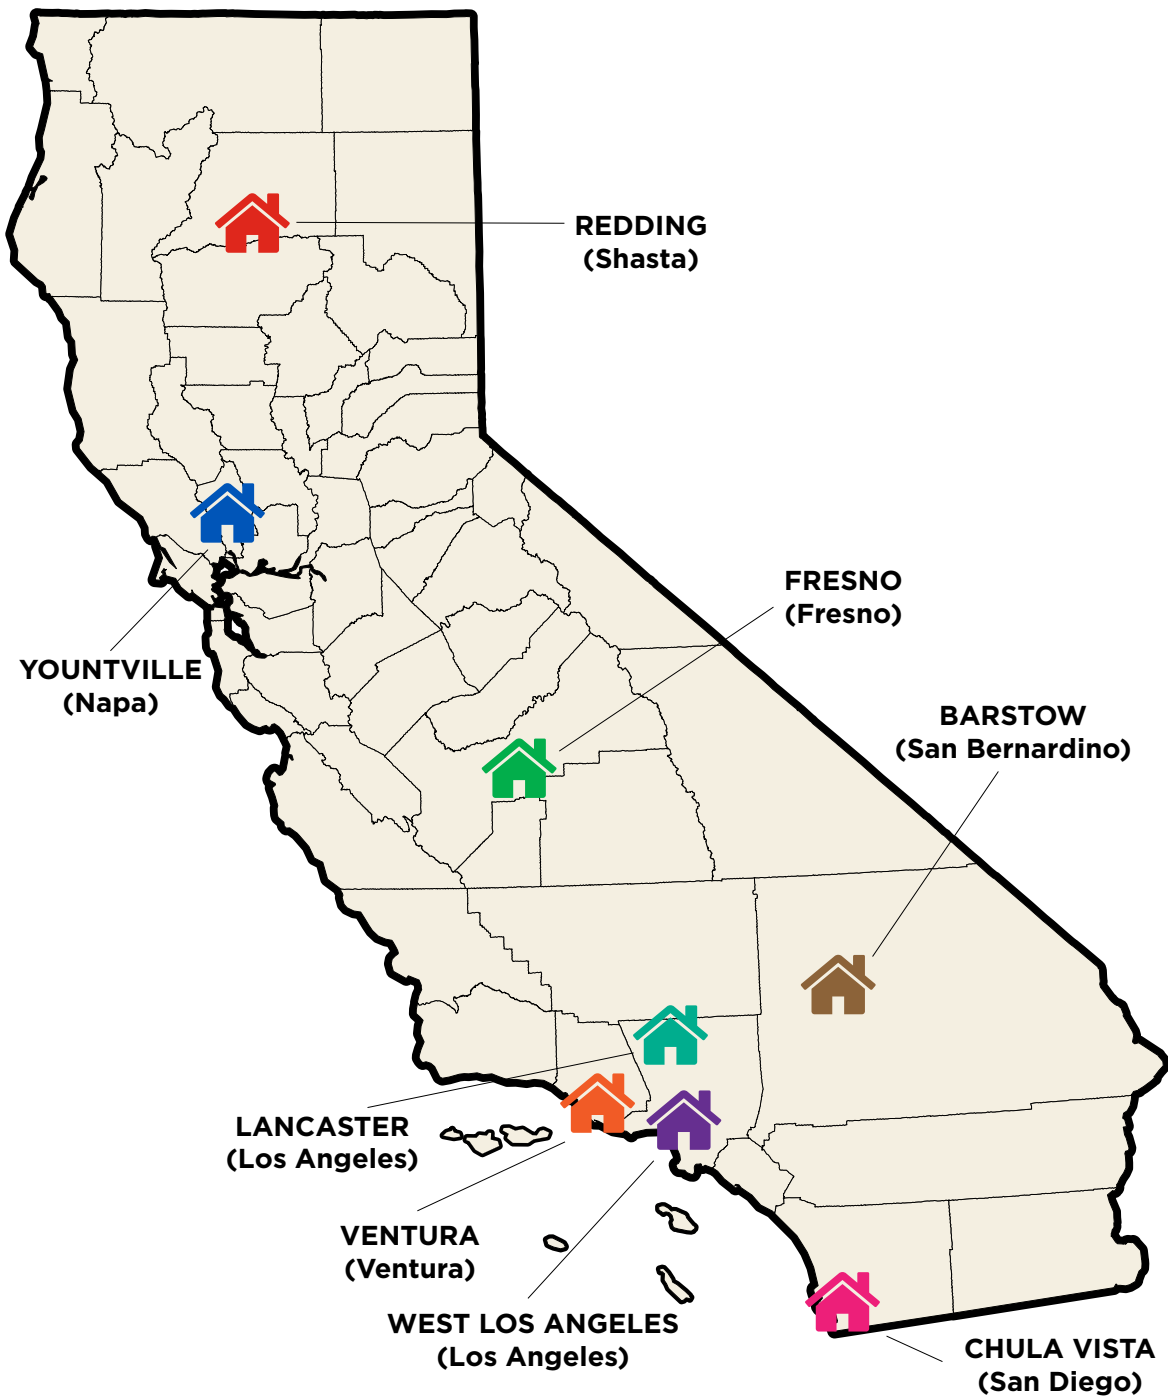 REDDING
(Shasta)
FRESNO
(Fresno)
YOUNTVILLE
(Napa)
BARSTOW
(San Bernardino)
LANCASTER
(Los Angeles)
VENTURA
(Ventura)
WEST LOS ANGELES
(Los Angeles)
CHULA VISTA
(San Diego)